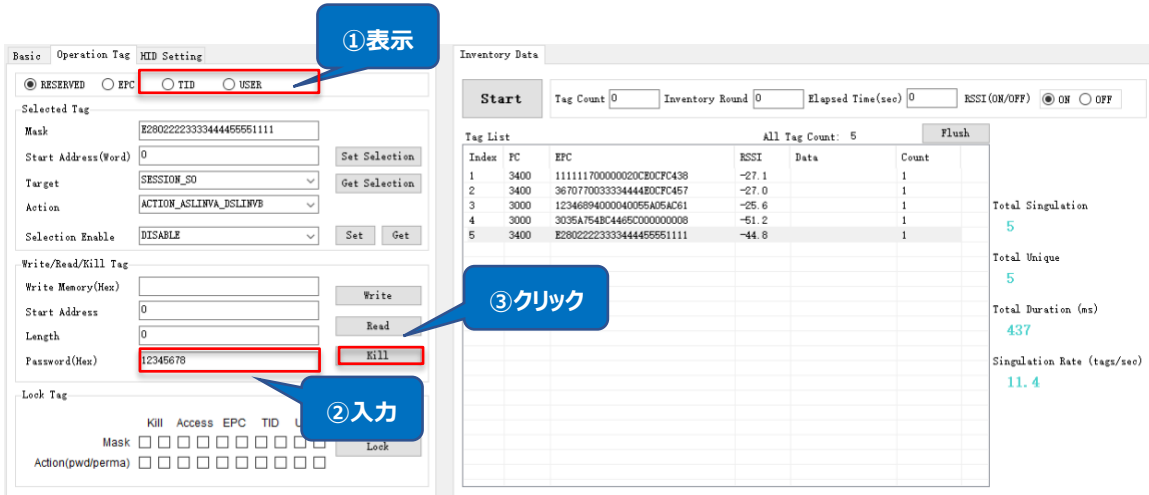 ①表示
Basic Operation Tag HID Setting
RESERVED EPC TID USER
Selected Tag
Mask E28022223333444455551111
Start Address(Word) 0 Set Selection
Target SESSION_S0 Get Selection
Action ACTION_ASLINVA_DSLINVB
Selection Enable DISABLE Set Get
Write/Read/Kill Tag
Write Memory(Hex) Write
Start Address 0
Length 0 Read
Password(Hex) 12345678 Kill
③クリック
②入力
Lock Tag
Kill Access EPC TID
Mask
Action(pwd/perma)
Lock
Inventory Data
Start Tag Count 0 Inventory Round 0 Elapsed Time(sec) 0 RSSI(ON/OFF) ON OFF
Tag List All Tag Count: 5 Flush
Index PC EPC RSSI Data Count
1 3400 111111700000020CE0CFC438 -27.1 1
2 3400 3670770033334444E0CFC457 -27.0 1
3 3000 12346894000040055A05AC61 -25.6 1
4 3000 3035A754BC4465C000000008 -51.2 1
5 3400 E28022223333444455551111 -44.8 1
Total Singulation
5
Total Unique
5
Total Duration (ms)
437
Singulation Rate (tags/sec)
11.4